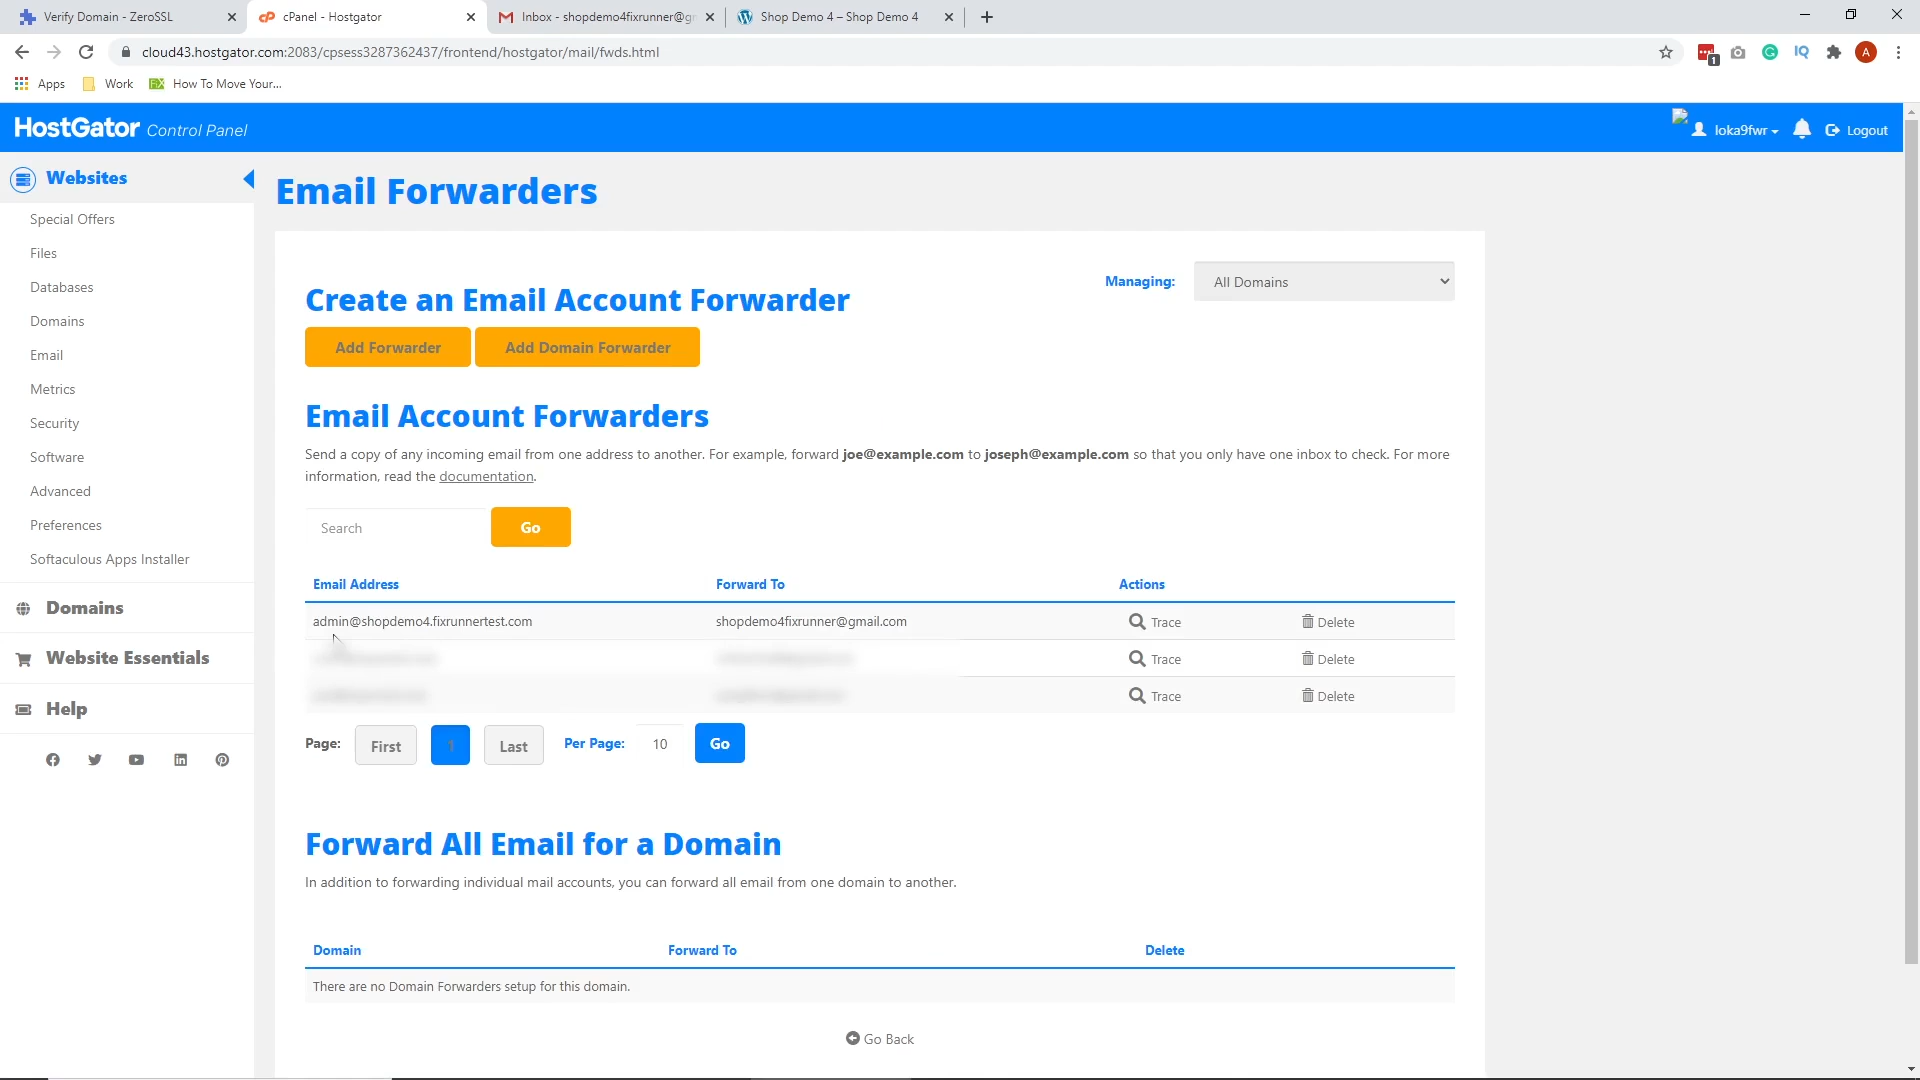 Verify Domain - ZeroSSL
cPanel - Hostgator
Inbox - shopdemo4fixrunner@gr
Shop Demo 4 – Shop Demo 4
cloud43.hostgator.com:2083/cpsess3287362437/frontend/hostgator/mail/fwds.html
1
A
Apps
Work
How To Move Your...
HostGator Control Panel
loka9fwr
Logout
Websites
Special Offers
Files
Databases
Domains
Email
Metrics
Security
Software
Advanced
Preferences
Softaculous Apps Installer
Domains
Website Essentials
Help
Email Forwarders
Managing:
All Domains
Create an Email Account Forwarder
Add Forwarder
Add Domain Forwarder
Email Account Forwarders
Send a copy of any incoming email from one address to another. For example, forward joe@example.com to joseph@example.com so that you only have one inbox to check. For more
information, read the documentation.
Search
Go
Email Address
Forward To
Actions
admin@shopdemo4.fixrunnertest.com
shopdemo4fixrunner@gmail.com
Trace
Delete
Trace
Delete
Trace
Delete
Page:
First
1
Last
Per Page:
10
Go
Forward All Email for a Domain
In addition to forwarding individual mail accounts, you can forward all email from one domain to another.
Domain
Forward To
Delete
There are no Domain Forwarders setup for this domain.
Go Back